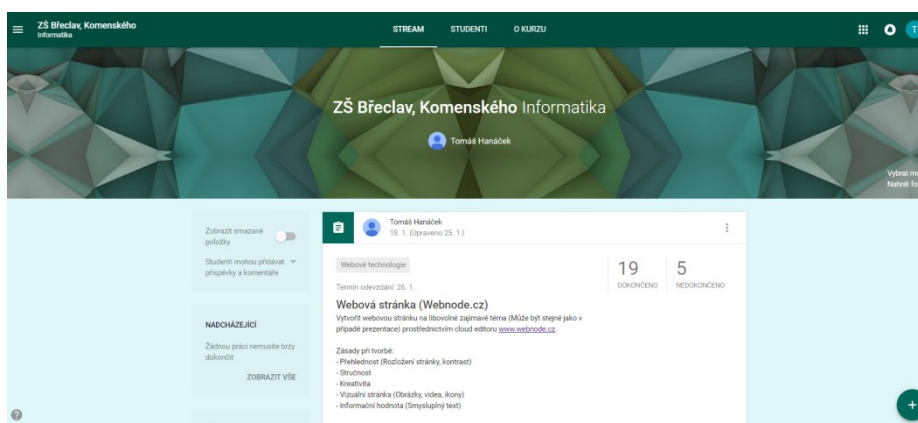 ZŠ Břeclav, Komenského
Informatika
STREAM STUDENTI O KURZU
T
ZŠ Břeclav, Komenského Informatika
Tomáš Hanáček
Vybrat
Nahrát
Zobrazit smazané
položky
Studenti mohou přidávat
příspěvky a komentáře
NADCHÁZEJÍCÍ
Žádnou práci nemusíte brzy
dokončit
ZOBRAZIT VŠE
Tomáš Hanáček
18. 1. (Upraveno 25. 1.)
Webové technologie
Termín odevzdání: 26. 1.
19 5
DOKONČENO NEDOKONČENO
Webová stránka (Webnode.cz)
Vytvořit webovou stránku na libovolné zajímavé téma (Může být stejné jako v
případě prezentace) prostřednictvím cloud editoru www.webnode.cz.
Zásady při tvorbě:
- Přehlednost (Rozložení stránky, kontrast)
- Stručnost
- Kreativita
- Vizuální stránka (Obrázky, videa, ikony)
- Informační hodnota (Smysluplný text)